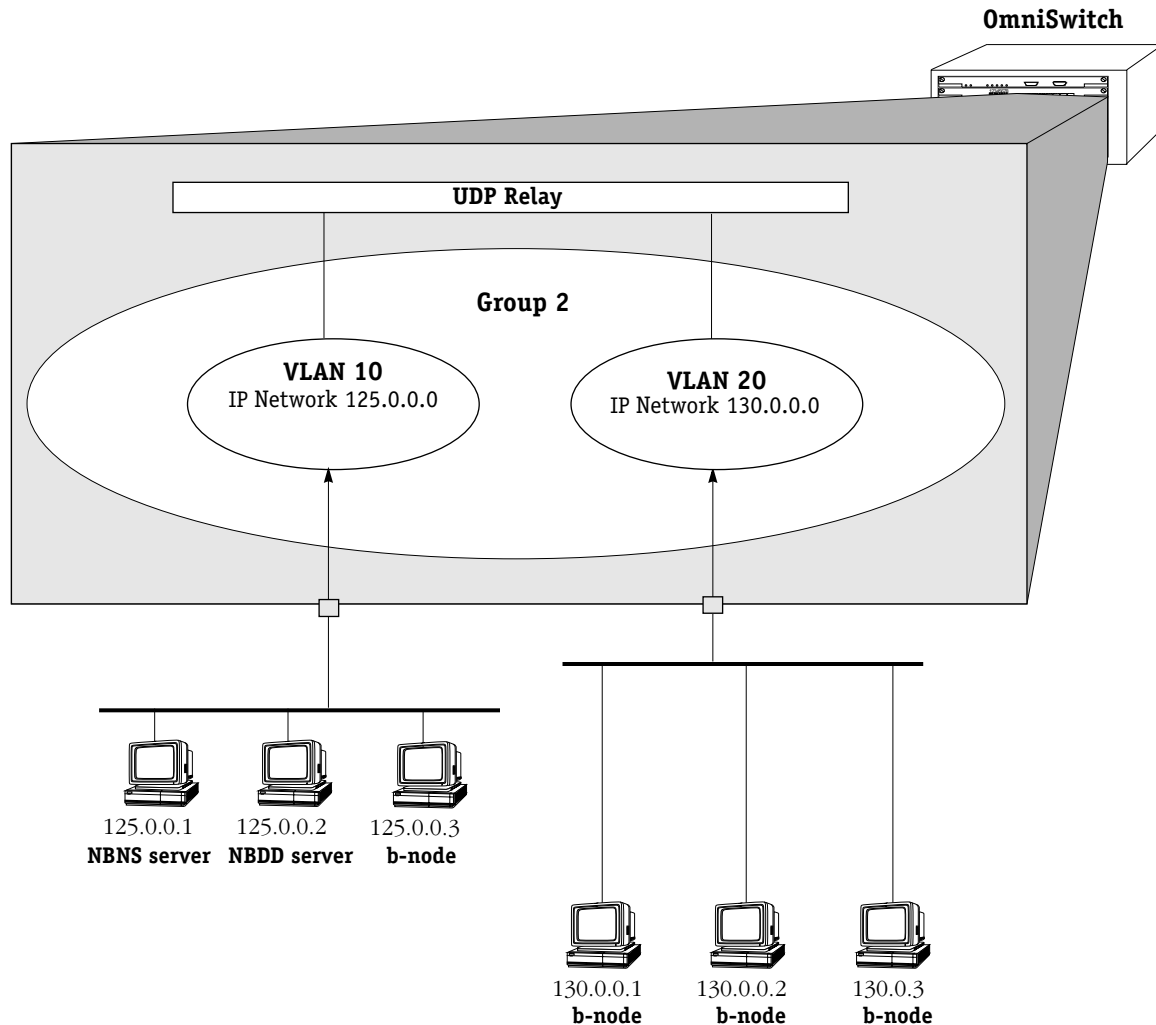 OmniSwitch
UDP Relay
Group 2
VLAN 10
IP Network 125.0.0.0
VLAN 20
IP Network 130.0.0.0
125.0.0.1
NBNS server
125.0.0.2
NBDD server
125.0.0.3
b-node
130.0.0.1
b-node
130.0.0.2
b-node
130.0.3
b-node